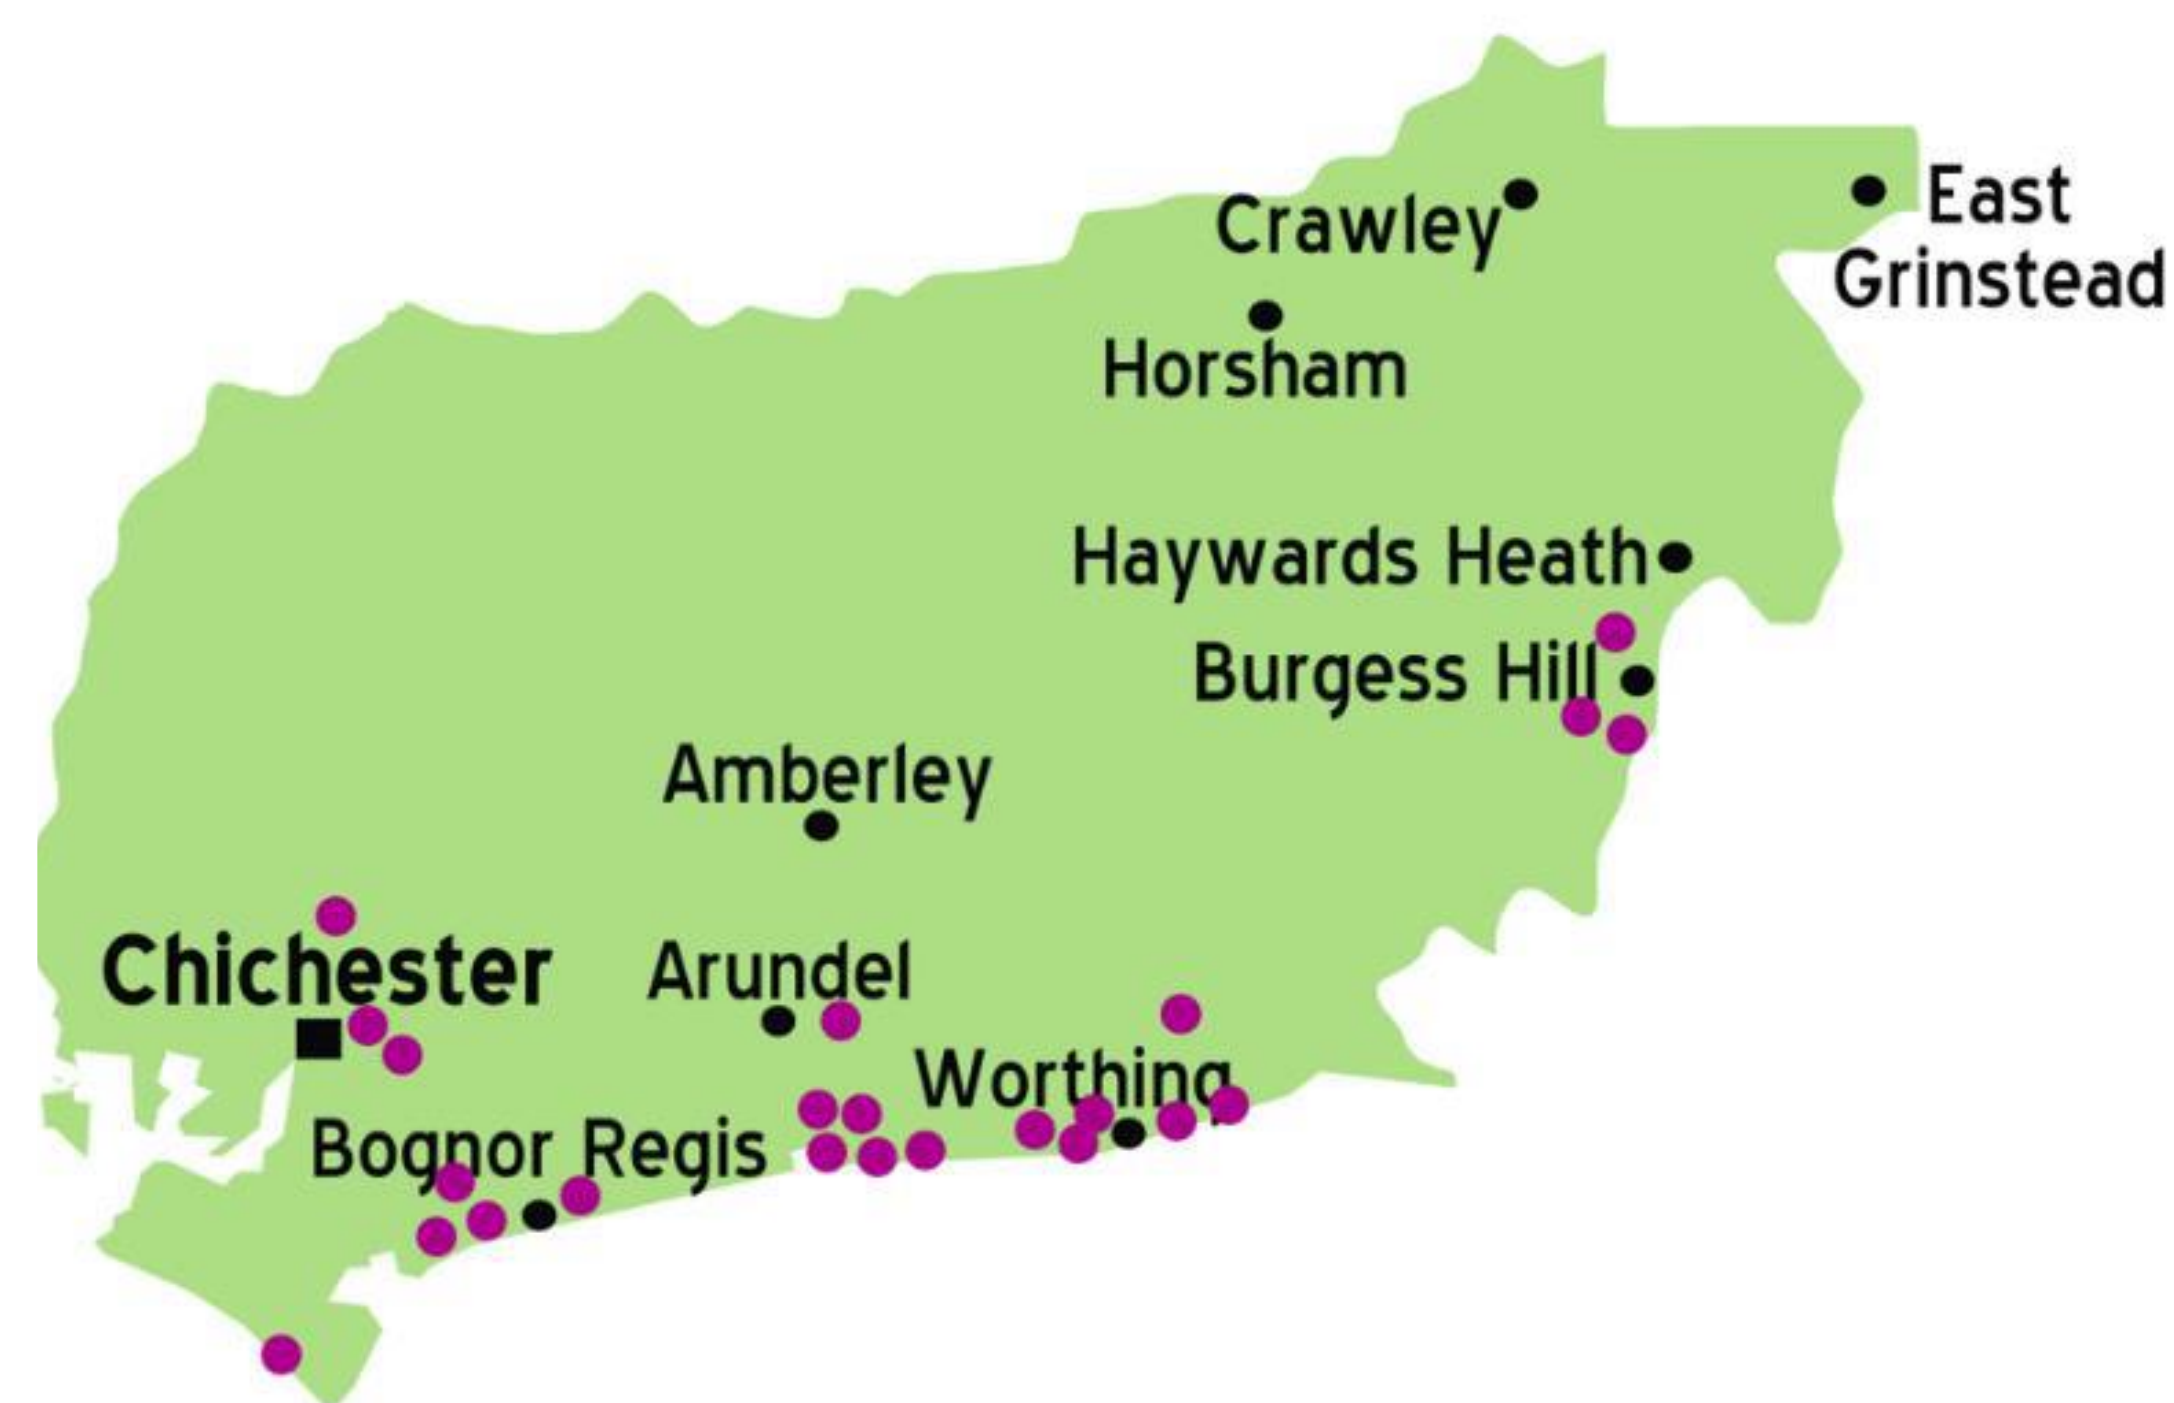 Crawley
East
Grinstead
Horsham
Haywards Heath
Burgess Hill
Amberley
Chichester
Arundel
Worthing
Bognor Regis